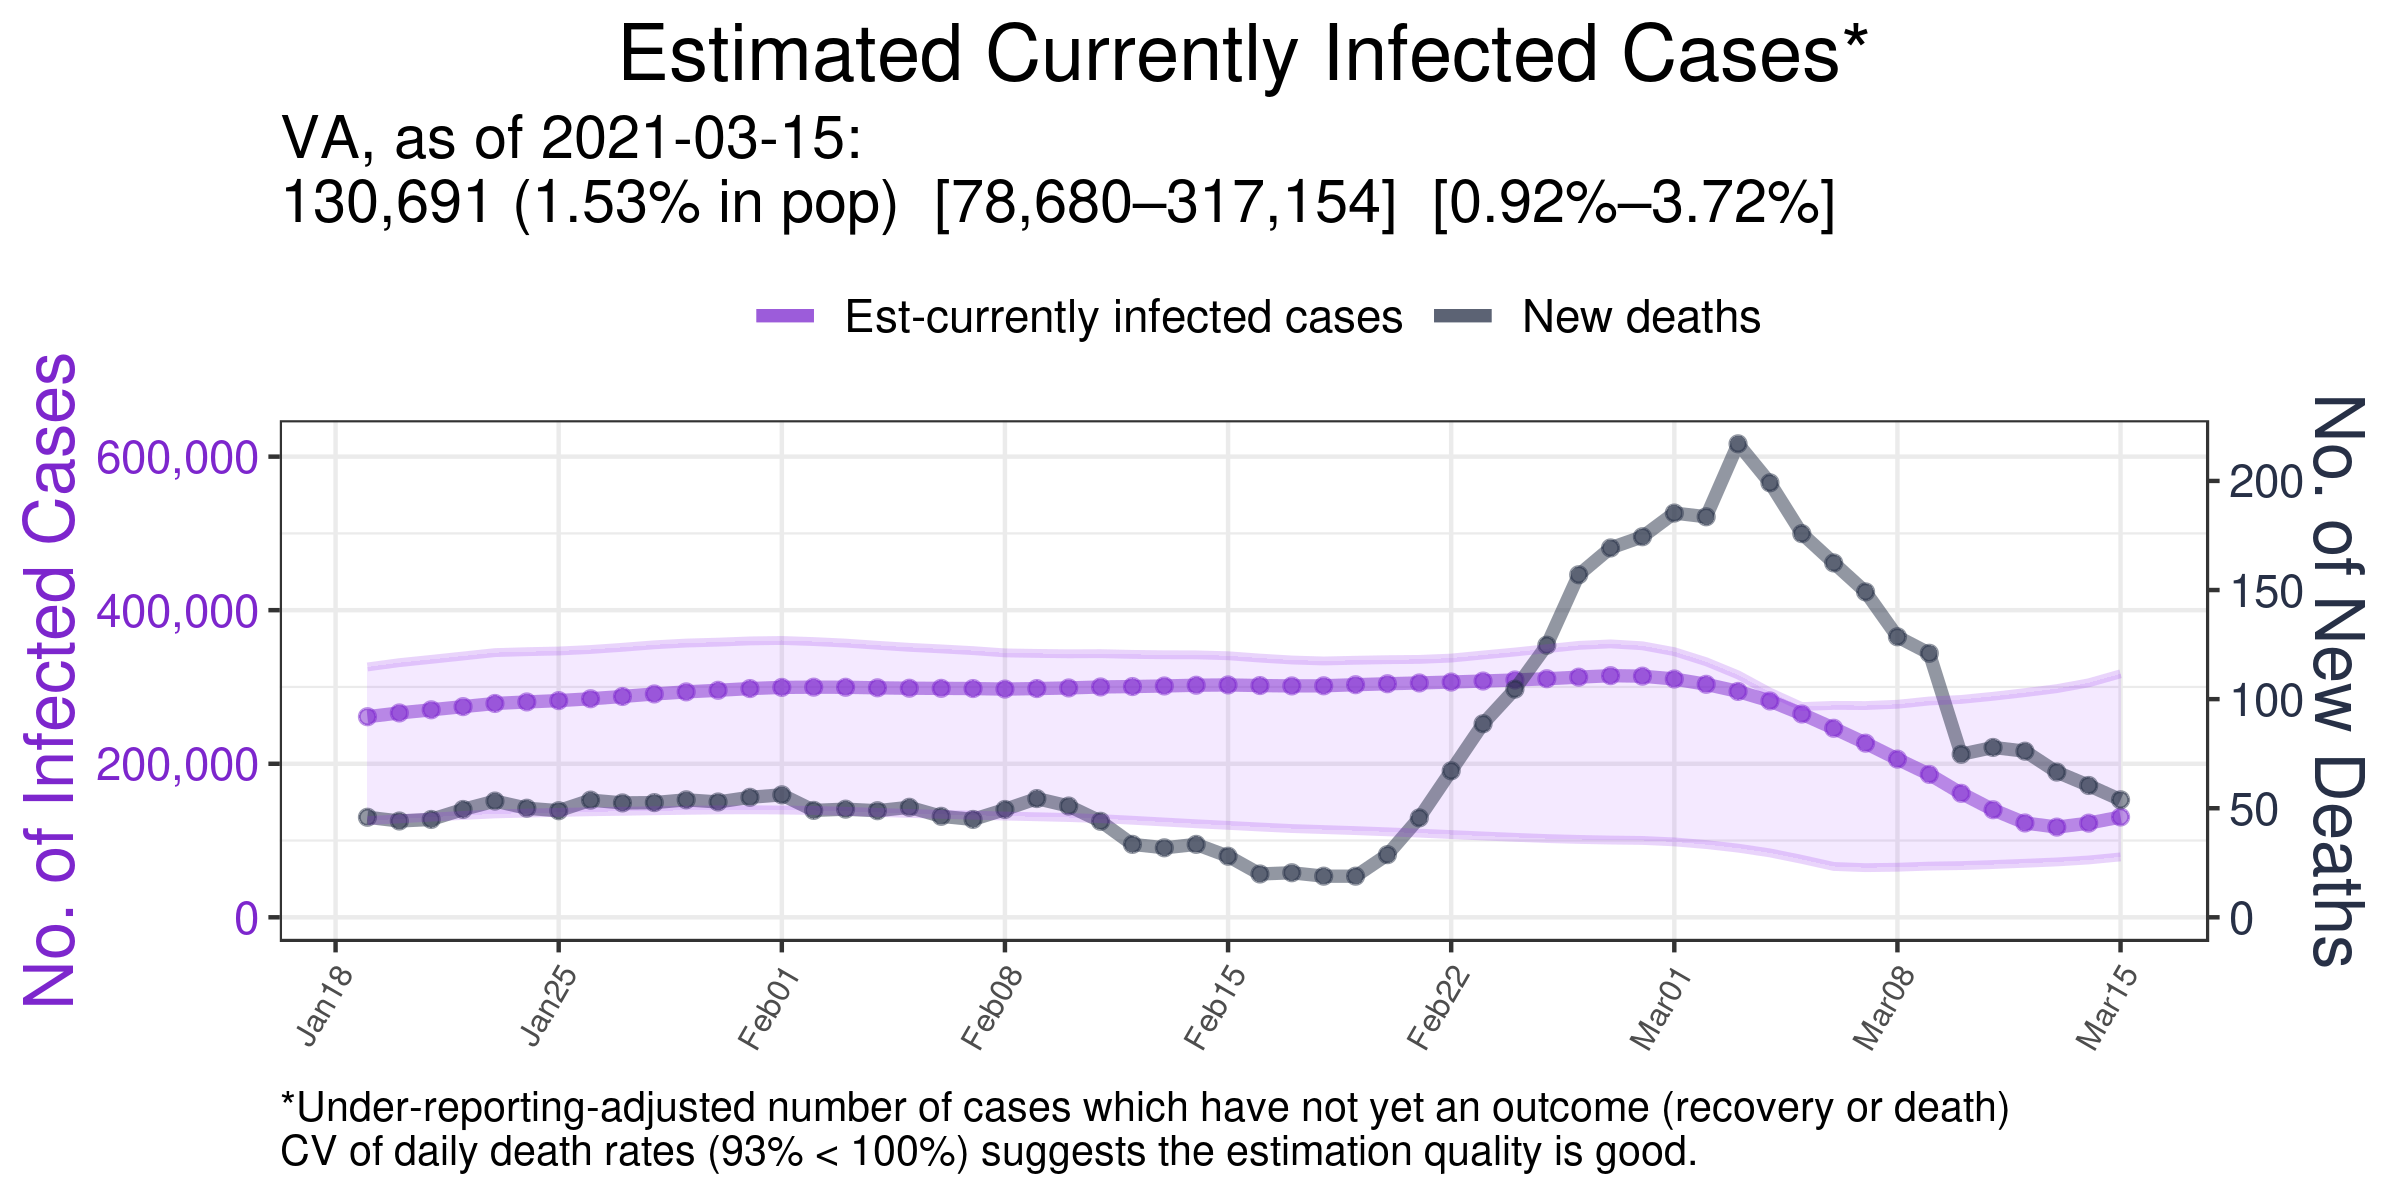 Estimated Currently Infected Cases*
VA, as of 2021-03-15:
130,691 (1.53% in pop)  [78,680–317,154]  [0.92%–3.72%]
Est-currently infected cases
New deaths
No. of Infected Cases
600,000
400,000
200,000
0
No. of New Deaths
200
150
100
50
0
Jan18
Jan25
Feb01
Feb08
Feb15
Feb22
Mar01
Mar08
Mar15
*Under-reporting-adjusted number of cases which have not yet an outcome (recovery or death)
CV of daily death rates (93% < 100%) suggests the estimation quality is good.